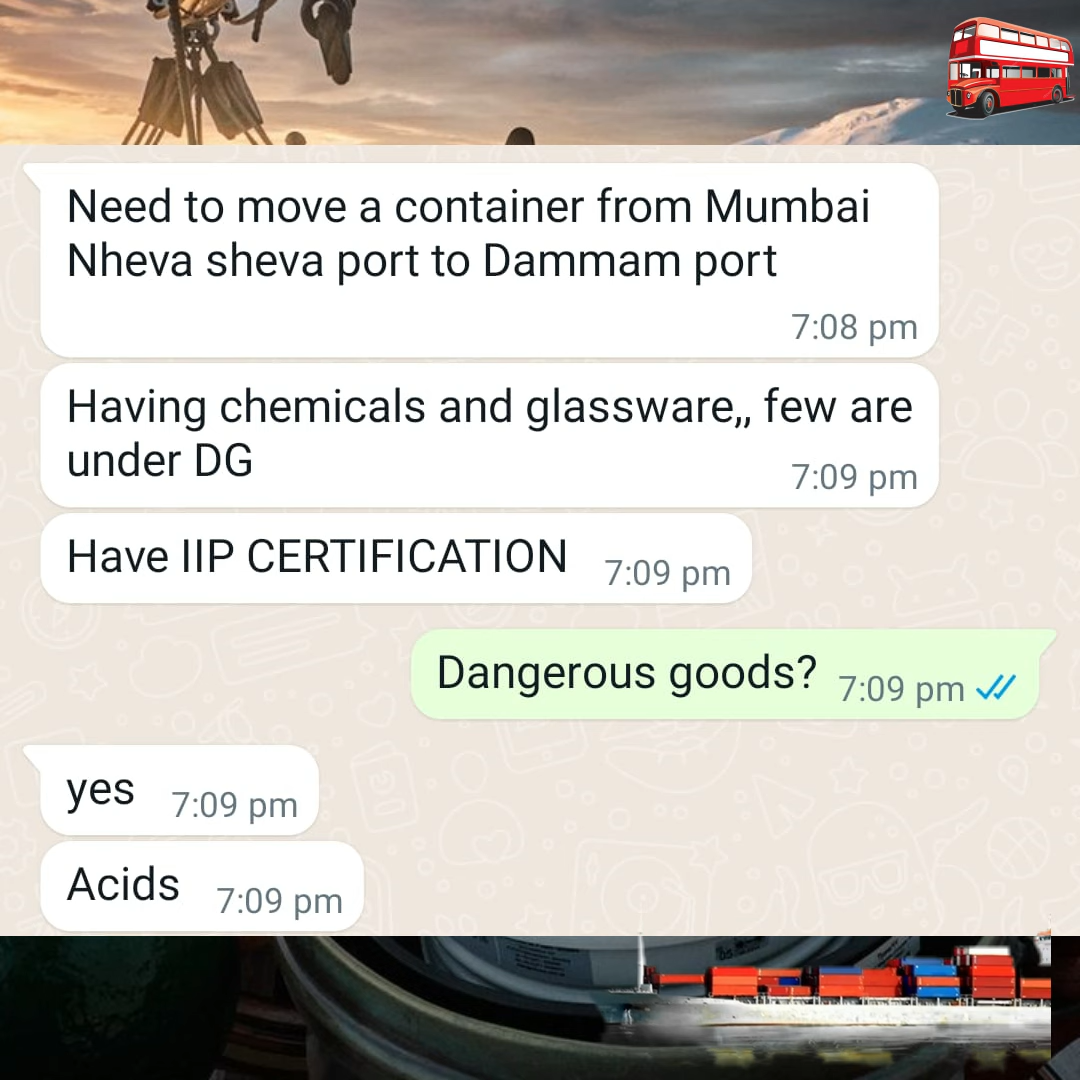 Need to move a container from Mumbai
Nheva sheva port to Dammam port
7:08 pm
Having chemicals and glassware,, few are
under DG
7:09 pm
Have IIP CERTIFICATION 7:09 pm
Dangerous goods? 7:09 pm
yes 7:09 pm
Acids 7:09 pm